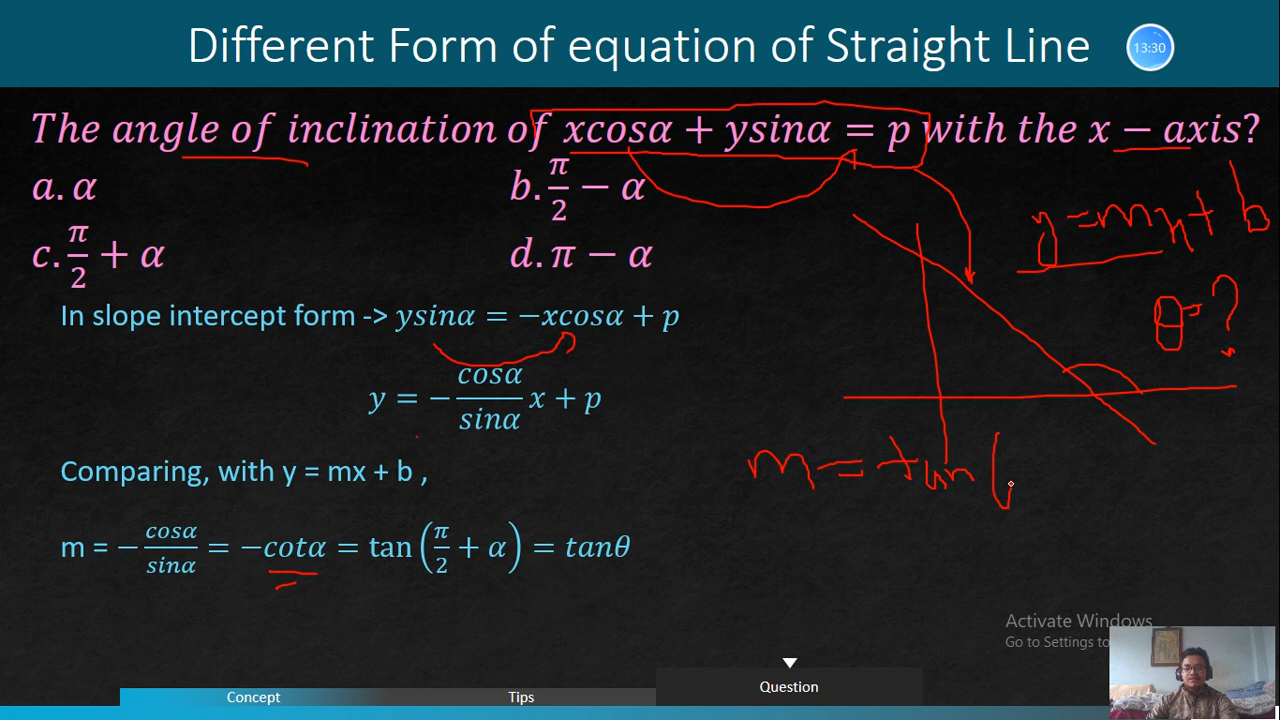 Different Form of equation of Straight Line
13:30
The angle of inclination of xcosα + ysinα = p with the x − axis?
a. α
b. π/2 − α
c. π/2 + α
d. π − α
y = mx + b
In slope intercept form -> ysinα = −xcosα + p
θ = ?
y = − cosα/sinα x + p
Comparing, with y = mx + b ,
m = tan (
m = − cosα/sinα = −cotα = tan(π/2 + α) = tanθ
Activate Windows
Go to Settings to
Concept
Tips
Question